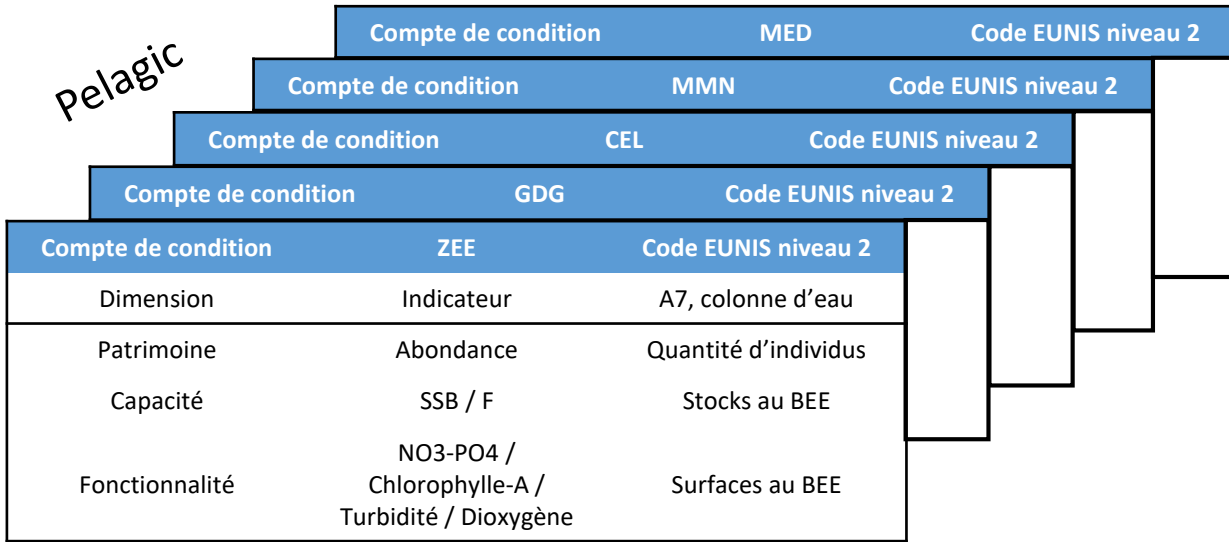 Pelagic
Compte de condition MED Code EUNIS niveau 2
Compte de condition MMN Code EUNIS niveau 2
Compte de condition CEL Code EUNIS niveau 2
Compte de condition GDG Code EUNIS niveau 2
Compte de condition ZEE Code EUNIS niveau 2
Dimension Indicateur A7, colonne d'eau
Patrimoine Abondance Quantité d'individus
Capacité SSB / F Stocks au BEE
NO3-PO4 /
Fonctionnalité Chlorophylle-A / Surfaces au BEE
Turbidité / Dioxygène